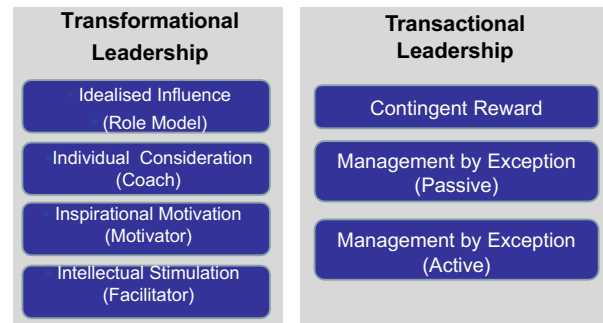 Transformational
Leadership
Idealised Influence
(Role Model)
Individual Consideration
(Coach)
Inspirational Motivation
(Motivator)
Intellectual Stimulation
(Facilitator)
Transactional
Leadership
Contingent Reward
Management by Exception
(Passive)
Management by Exception
(Active)